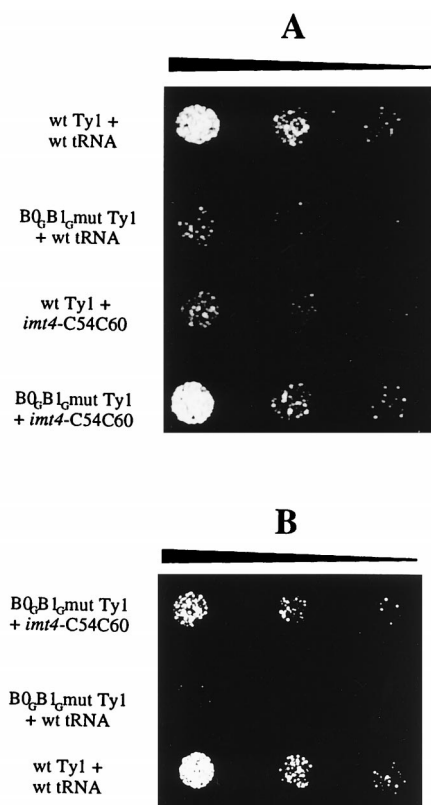 A
wt Ty1 +
wt tRNA
B0GB1Gmut Ty1
+ wt tRNA
wt Ty1 +
imt4-C54C60
B0GB1Gmut Ty1
+ imt4-C54C60
B
B0GB1Gmut Ty1
+ imt4-C54C60
B0GB1Gmut Ty1
+ wt tRNA
wt Ty1 +
wt tRNA